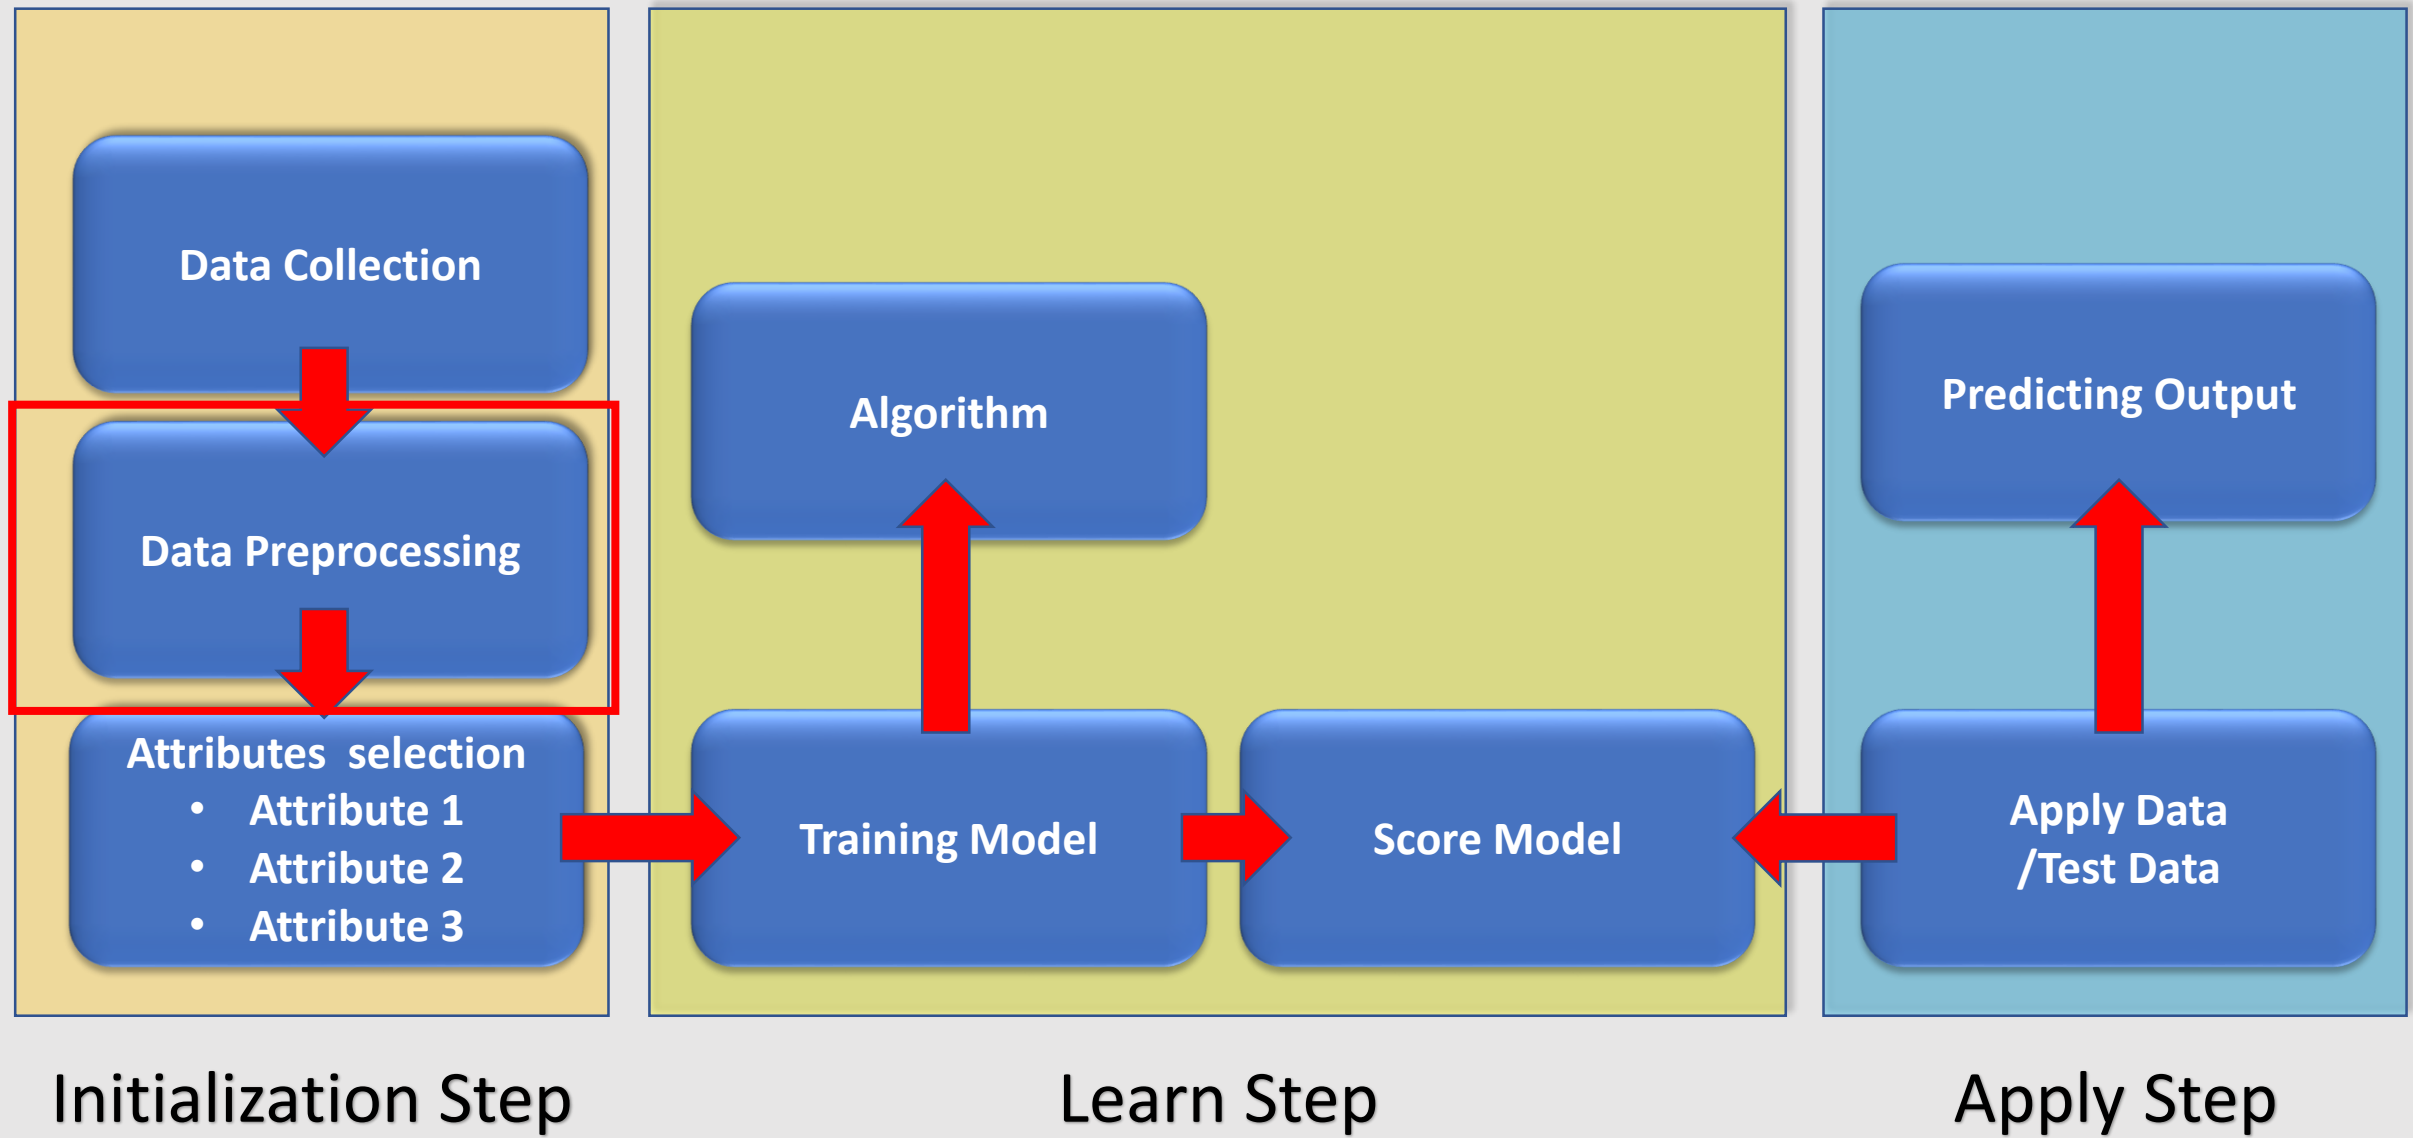 Data Collection
Data Preprocessing
Attributes selection
• Attribute 1
• Attribute 2
• Attribute 3
Initialization Step
Algorithm
Training Model
Score Model
Learn Step
Predicting Output
Apply Data
/Test Data
Apply Step